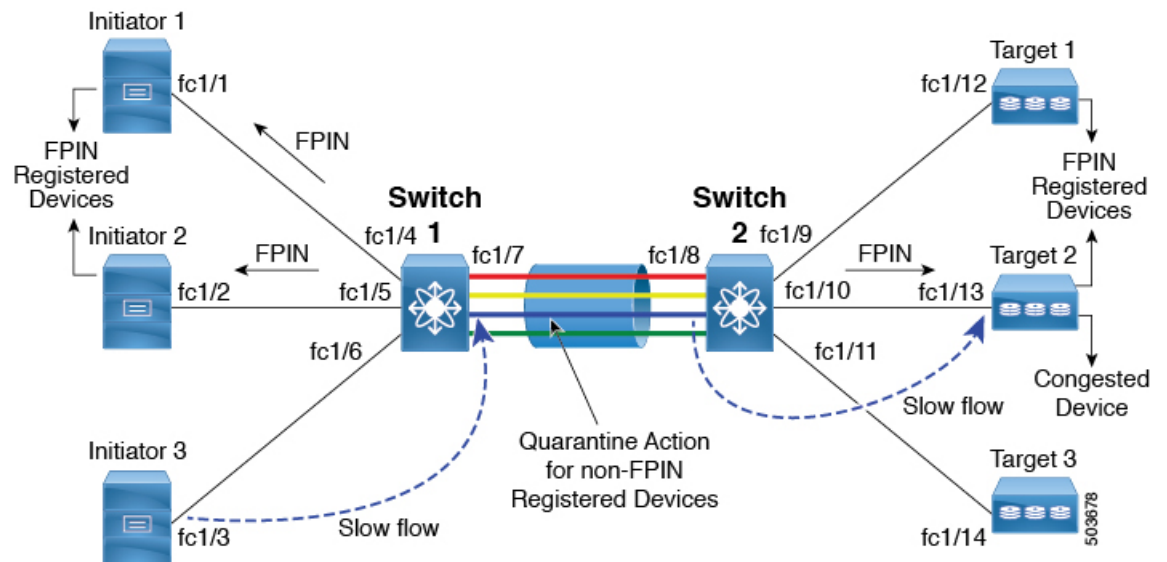 Initiator 1
fc1/1
FPIN
Registered
Devices
FPIN
Initiator 2
fc1/2
FPIN
Initiator 3
fc1/3
Slow flow
Switch
1
fc1/4
fc1/5
fc1/6
fc1/7
fc1/8
Quarantine Action
for non-FPIN
Registered Devices
Switch
2
fc1/9
fc1/10
fc1/11
FPIN
Slow flow
Target 1
fc1/12
FPIN
Registered
Devices
Target 2
fc1/13
Congested
Device
Target 3
fc1/14
503678